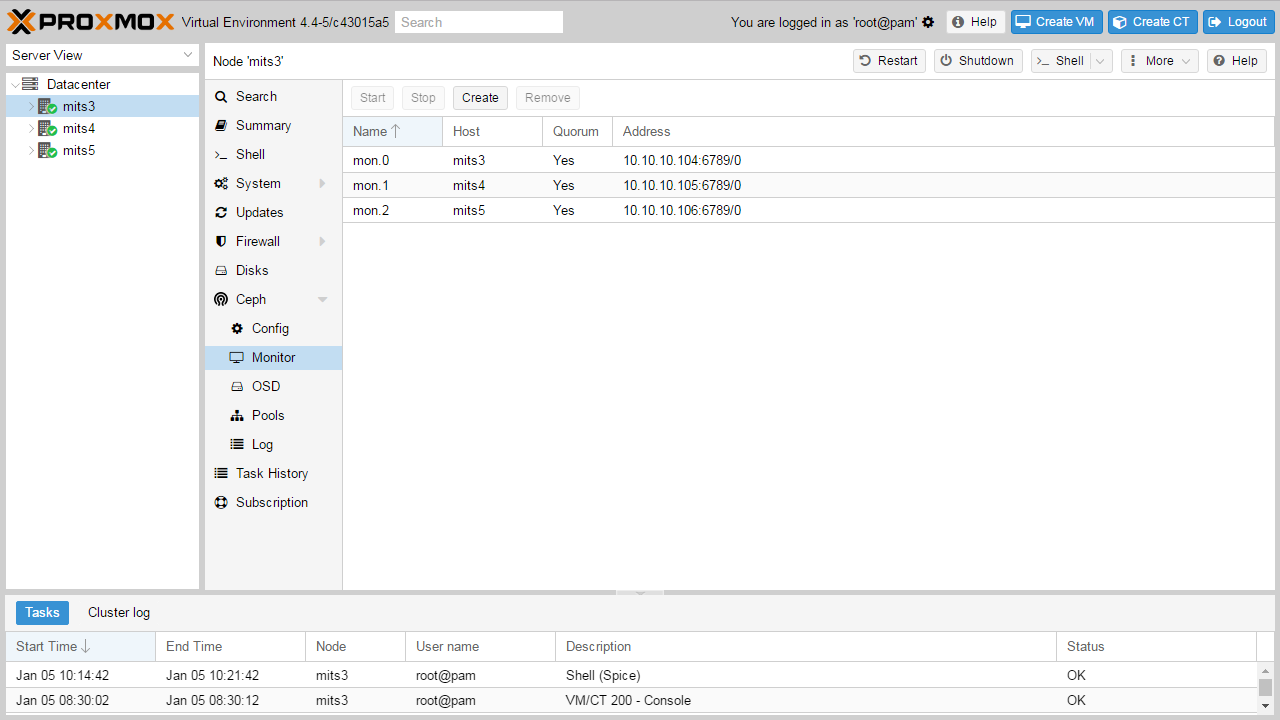 PROXMOX Virtual Environment 4.4-5/c43015a5 Search You are logged in as 'root@pam' Help Create VM Create CT Logout
Server View
Datacenter
mits3
mits4
mits5
Node 'mits3' Restart Shutdown Shell More Help
Search
Summary
Shell
System
Updates
Firewall
Disks
Ceph
Config
Monitor
OSD
Pools
Log
Task History
Subscription
Start Stop Create Remove
Name Host Quorum Address
mon.0 mits3 Yes 10.10.10.104:6789/0
mon.1 mits4 Yes 10.10.10.105:6789/0
mon.2 mits5 Yes 10.10.10.106:6789/0
Tasks Cluster log
Start Time End Time Node User name Description Status
Jan 05 10:14:42 Jan 05 10:21:42 mits3 root@pam Shell (Spice) OK
Jan 05 08:30:02 Jan 05 08:30:12 mits3 root@pam VM/CT 200 - Console OK